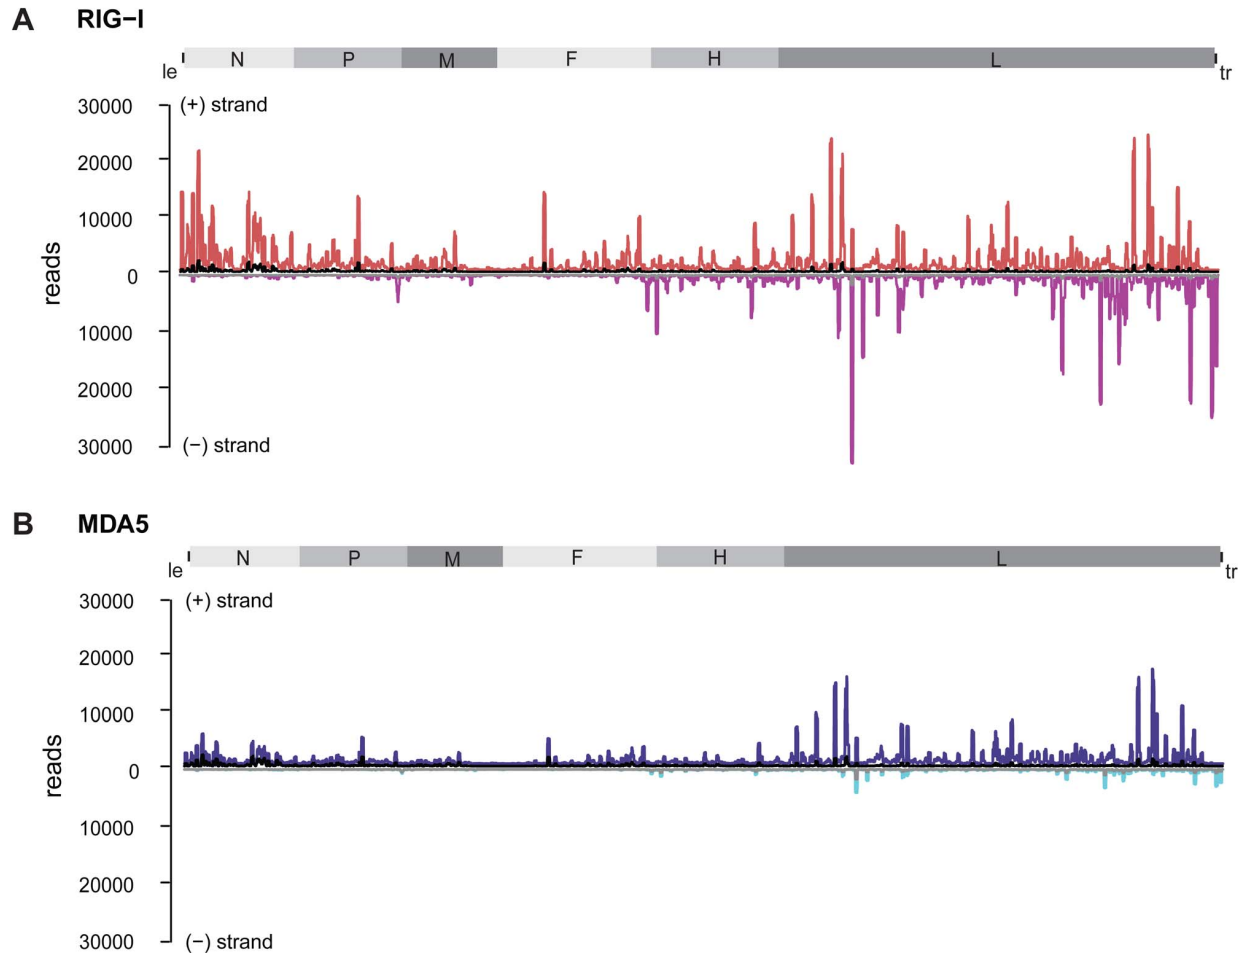 A RIG−I
le N P M F H L tr
30000 (+) strand
20000
10000
0
reads
10000
20000
30000 (−) strand
B MDA5
le N P M F H L tr
30000 (+) strand
20000
10000
0
reads
10000
20000
30000 (−) strand